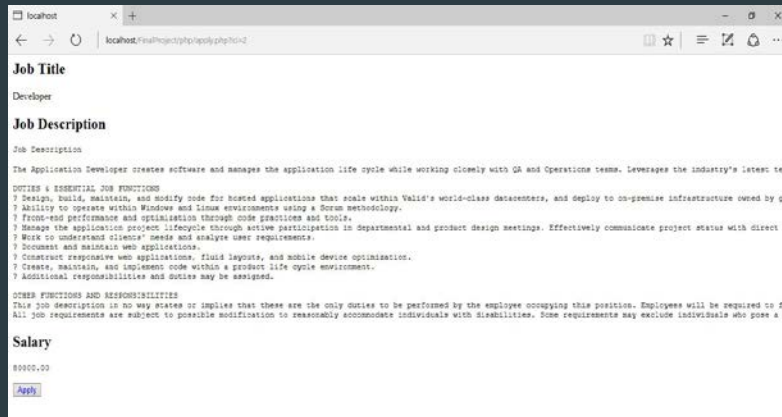 localhost
localhost/FinalProject/php/apply.php?ci=2
Job Title
Developer
Job Description
Job Description
The Application Developer creates software and manages the application life cycle while working closely with QA and Operations teams. Leverages the industry's latest te
DUTIES & ESSENTIAL JOB FUNCTIONS
? Design, build, maintain, and modify code for hosted applications that scale within Valid's world-class datacenters, and deploy to on-premise infrastructure owned by
? Ability to operate within Windows and Linux environments using a Scrum methodology.
? Front-end performance and optimization through code practices and tools.
? Manage the application project lifecycle through active participation in departmental and product design meetings. Effectively communicate project status with direct
? Work to understand clients' needs and analyze user requirements.
? Document and maintain web applications.
? Construct responsive web applications, fluid layouts, and mobile device optimization.
? Create, maintain, and implement code within a product life cycle environment.
? Additional responsibilities and duties may be assigned.
OTHER FUNCTIONS AND RESPONSIBILITIES
This job description in no way states or implies that these are the only duties to be performed by the employee occupying this position. Employees will be required to f
All job requirements are subject to possible modification to reasonably accommodate individuals with disabilities. Some requirements may exclude individuals who pose a
Salary
80000.00
Apply